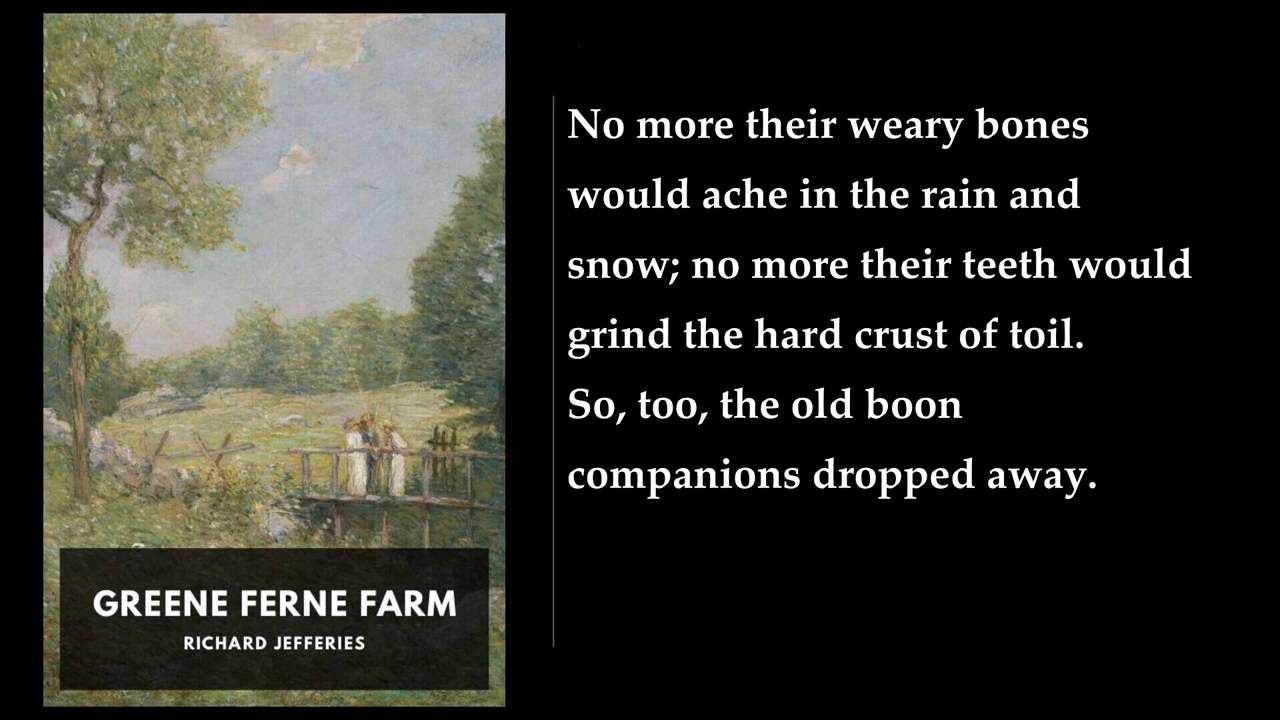 GREENE FERNE FARM
RICHARD JEFFERIES
No more their weary bones
would ache in the rain and
snow; no more their teeth would
grind the hard crust of toil.
So, too, the old boon
companions dropped away.